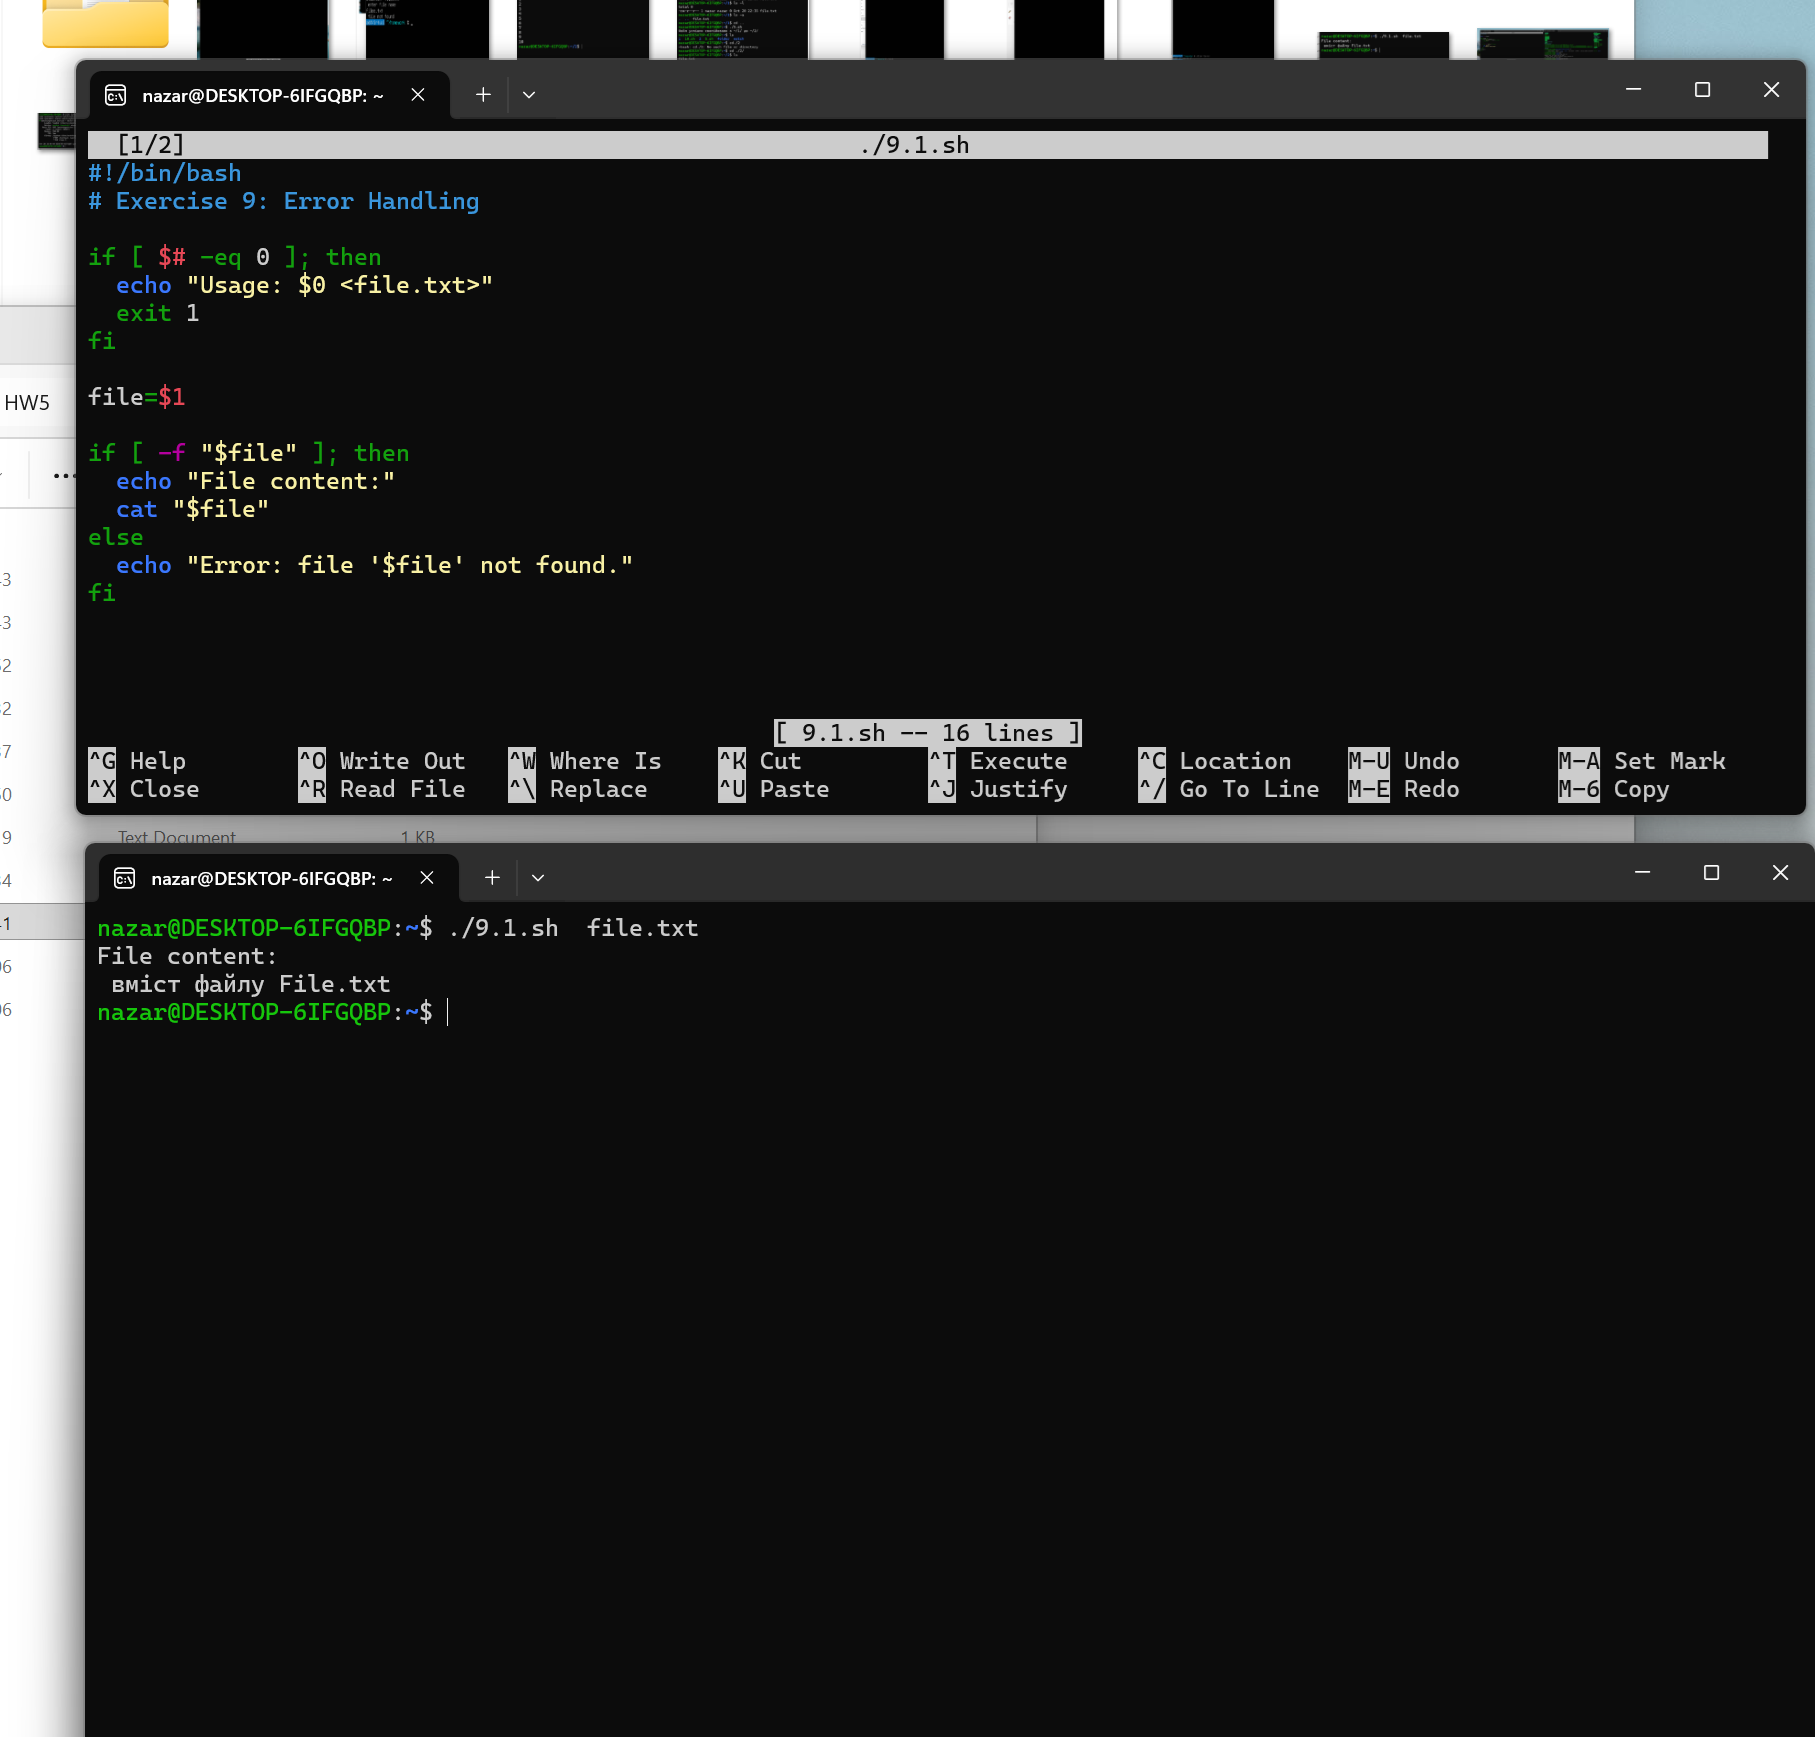 nazar@DESKTOP-6IFGQBP: ~
[1/2] ./9.1.sh
#!/bin/bash
# Exercise 9: Error Handling
if [ $# -eq 0 ]; then
echo "Usage: $0 <file.txt>"
exit 1
fi
file=$1
if [ -f "$file" ]; then
echo "File content:"
cat "$file"
else
echo "Error: file '$file' not found."
fi
[ 9.1.sh -- 16 lines ]
^G Help ^O Write Out ^W Where Is ^K Cut ^T Execute ^C Location M-U Undo M-A Set Mark
^X Close ^R Read File ^\ Replace ^U Paste ^J Justify ^/ Go To Line M-E Redo M-6 Copy
HW5
Text Document 1 KB
nazar@DESKTOP-6IFGQBP: ~
nazar@DESKTOP-6IFGQBP:~$ ./9.1.sh  file.txt
File content:
вміст файлу File.txt
nazar@DESKTOP-6IFGQBP:~$